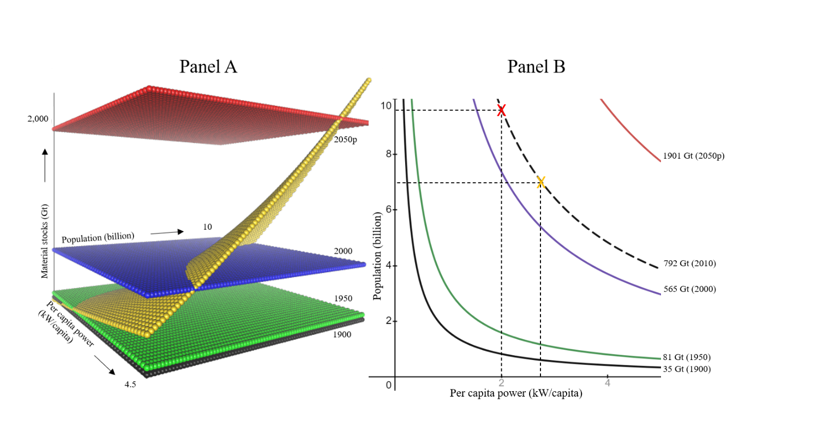 Panel A
2,000
2050p
Material stocks (Gt)
Population (billion)
10
2000
1950
1900
Per capita power
(kW/capita)
4.5
Panel B
10
8
6
4
2
0
2
4
Population (billion)
Per capita power (kW/capita)
1901 Gt (2050p)
792 Gt (2010)
565 Gt (2000)
81 Gt (1950)
35 Gt (1900)